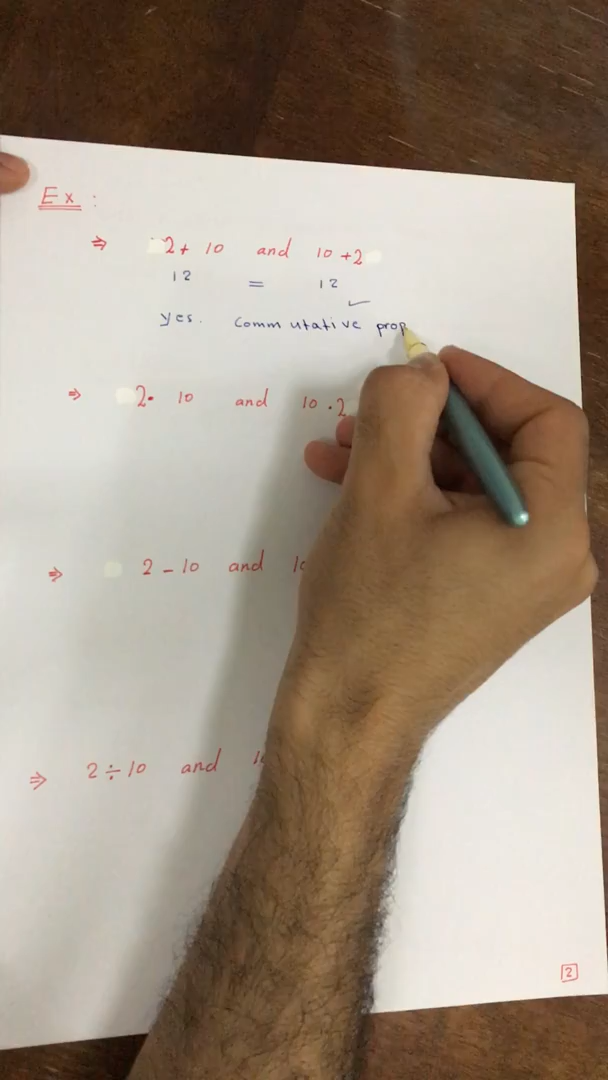 Ex :
⇒ 2 + 10 and 10 + 2
12 = 12
✓
yes. Commutative prop
⇒ 2 · 10 and 10 · 2
⇒ 2 - 10 and 10
⇒ 2 ÷ 10 and
2